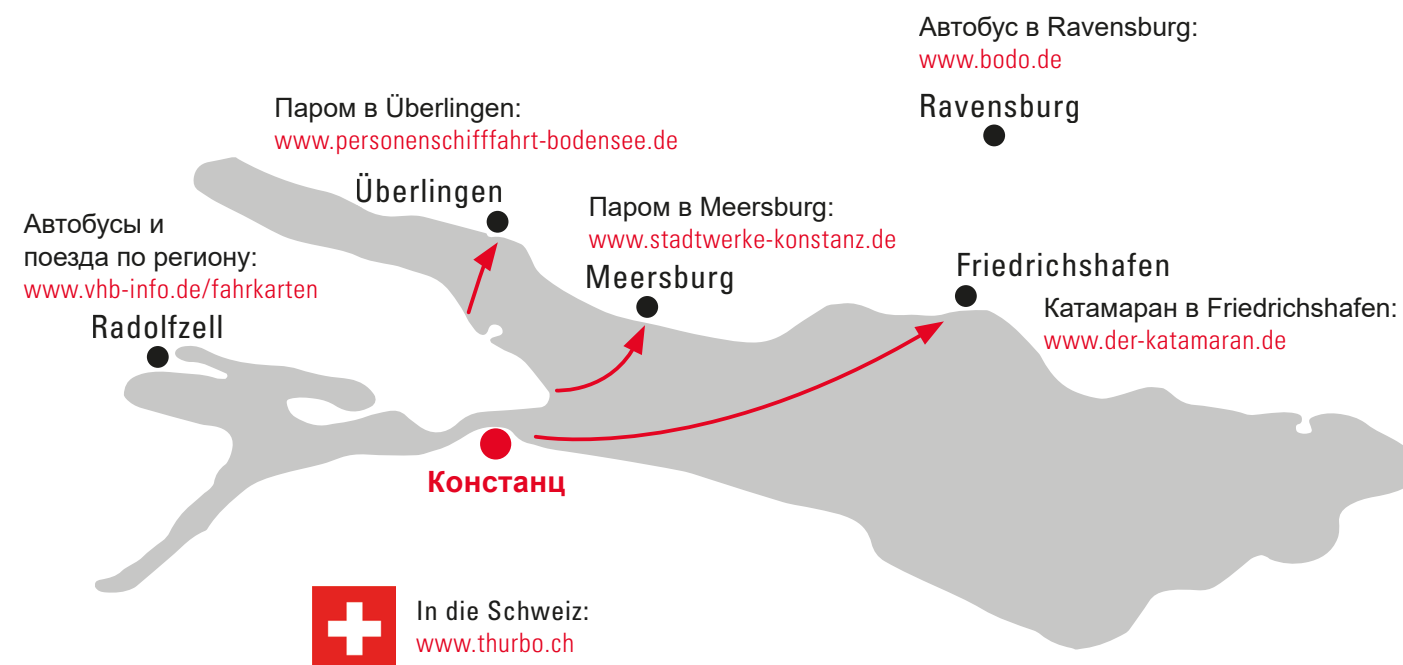 Автобус в Ravensburg:
www.bodo.de
Ravensburg
Паром в Überlingen:
www.personenschifffahrt-bodensee.de
Überlingen
Паром в Meersburg:
www.stadtwerke-konstanz.de
Meersburg
Автобусы и
поезда по региону:
www.vhb-info.de/fahrkarten
Radolfzell
Friedrichshafen
Катамаран в Friedrichshafen:
www.der-katamaran.de
Констанц
In die Schweiz:
www.thurbo.ch